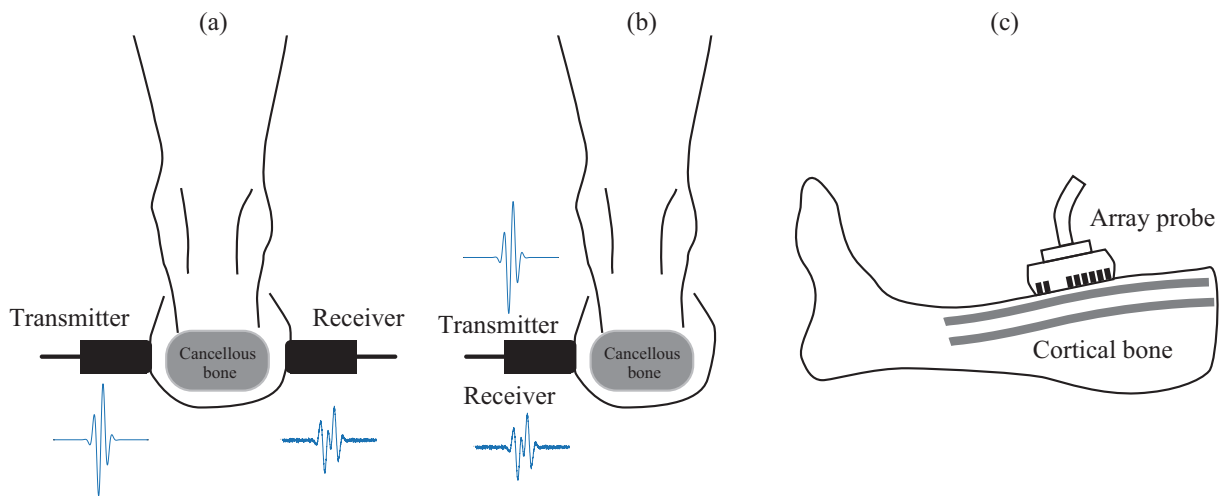 (a)
Transmitter
Receiver
Cancellous
bone
(b)
Transmitter
Cancellous
bone
Receiver
(c)
Array probe
Cortical bone